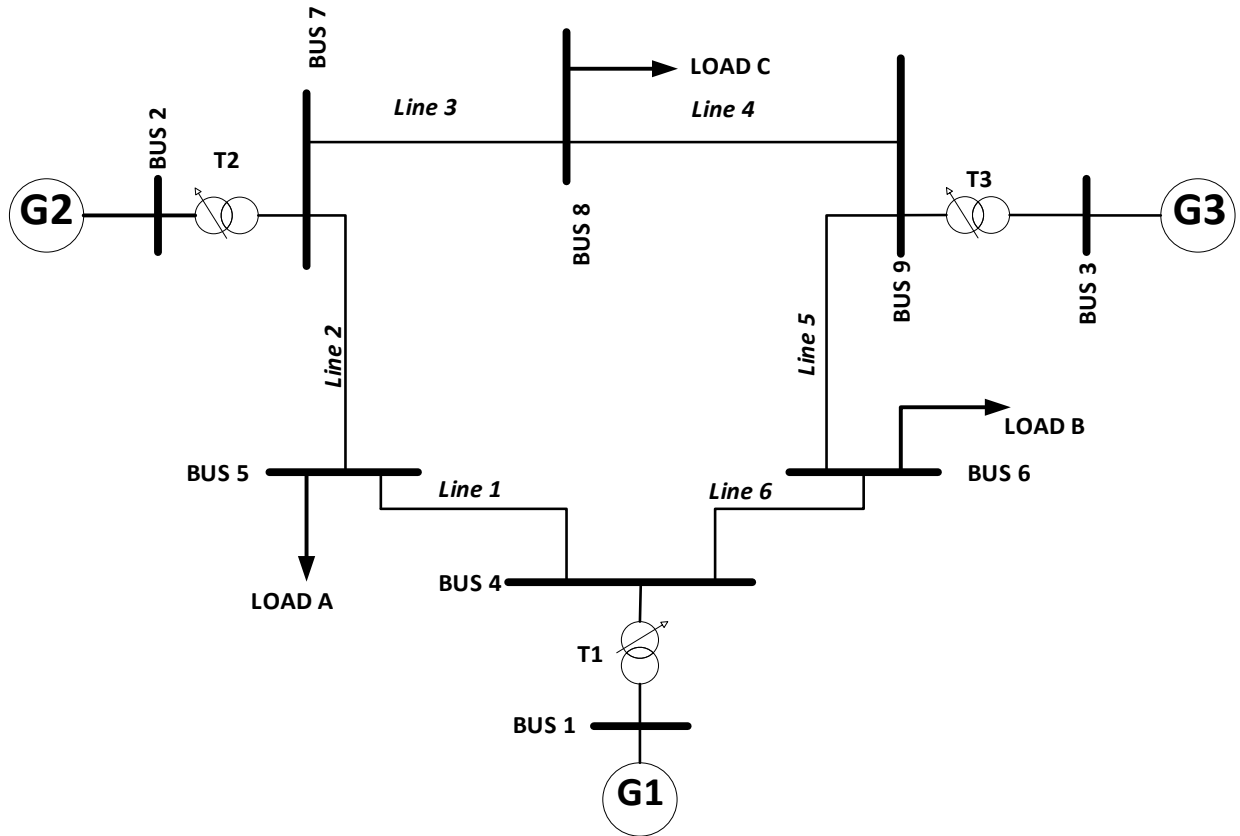 BUS 7
LOAD C
Line 3
Line 4
BUS 2
T2
T3
G2
G3
BUS 8
BUS 9
BUS 3
Line 2
Line 5
LOAD B
BUS 5
BUS 6
Line 1
Line 6
BUS 4
LOAD A
T1
BUS 1
G1